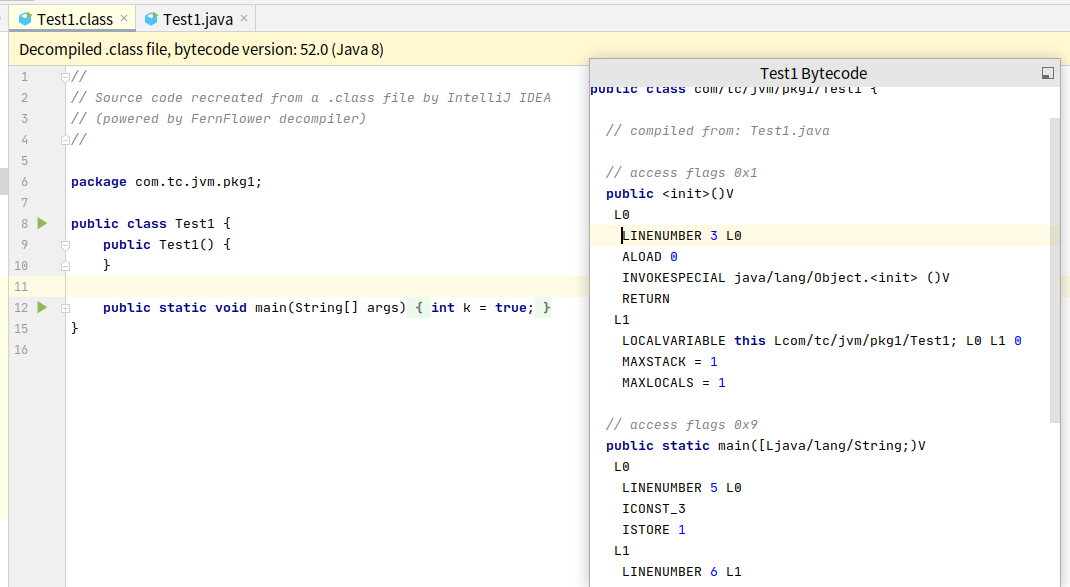 Test1.class × Test1.java ×
Decompiled .class file, bytecode version: 52.0 (Java 8)
1 //
2 // Source code recreated from a .class file by IntelliJ IDEA
3 // (powered by FernFlower decompiler)
4 //
5
6 package com.tc.jvm.pkg1;
7
8 public class Test1 {
9 public Test1() {
10 }
11
12 public static void main(String[] args) { int k = true; }
15 }
16
Test1 Bytecode
public class com/tc/jvm/pkg1/Test1 {
// compiled from: Test1.java
// access flags 0x1
public <init>()V
L0
LINENUMBER 3 L0
ALOAD 0
INVOKESPECIAL java/lang/Object.<init> ()V
RETURN
L1
LOCALVARIABLE this Lcom/tc/jvm/pkg1/Test1; L0 L1 0
MAXSTACK = 1
MAXLOCALS = 1
// access flags 0x9
public static main([Ljava/lang/String;)V
L0
LINENUMBER 5 L0
ICONST_3
ISTORE 1
L1
LINENUMBER 6 L1